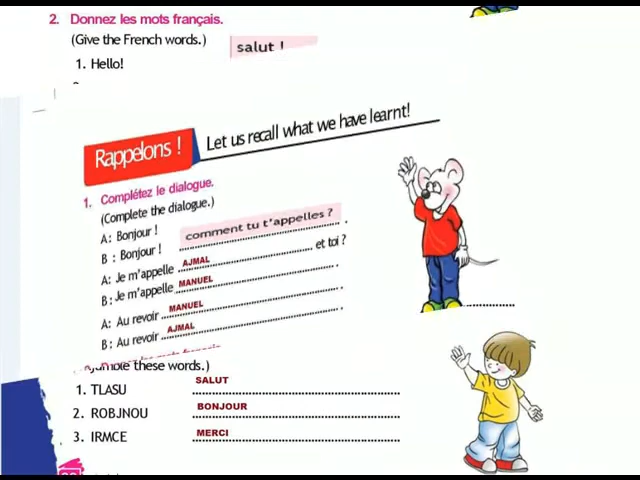 2. Donnez les mots français.
(Give the French words.)
1. Hello!
salut !
Rappelons !
Let us recall what we have learnt!
1. Complétez le dialogue.
(Complete the dialogue.)
A: Bonjour !
B : Bonjour ! comment tu t'appelles ? .
A: Je m'appelle AJMAL et toi ?
B: Je m'appelle MANUEL .
A: Au revoir MANUEL .
B: Au revoir AJMAL .
these words.)
1. TLASU SALUT
2. ROBJNOU BONJOUR
3. IRMCE MERCI